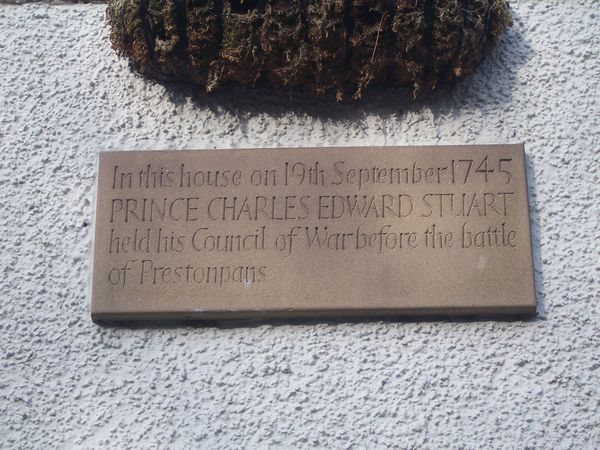 In this house on 19th September 1745
PRINCE CHARLES EDWARD STUART
held his Council of War before the battle
of Prestonpans